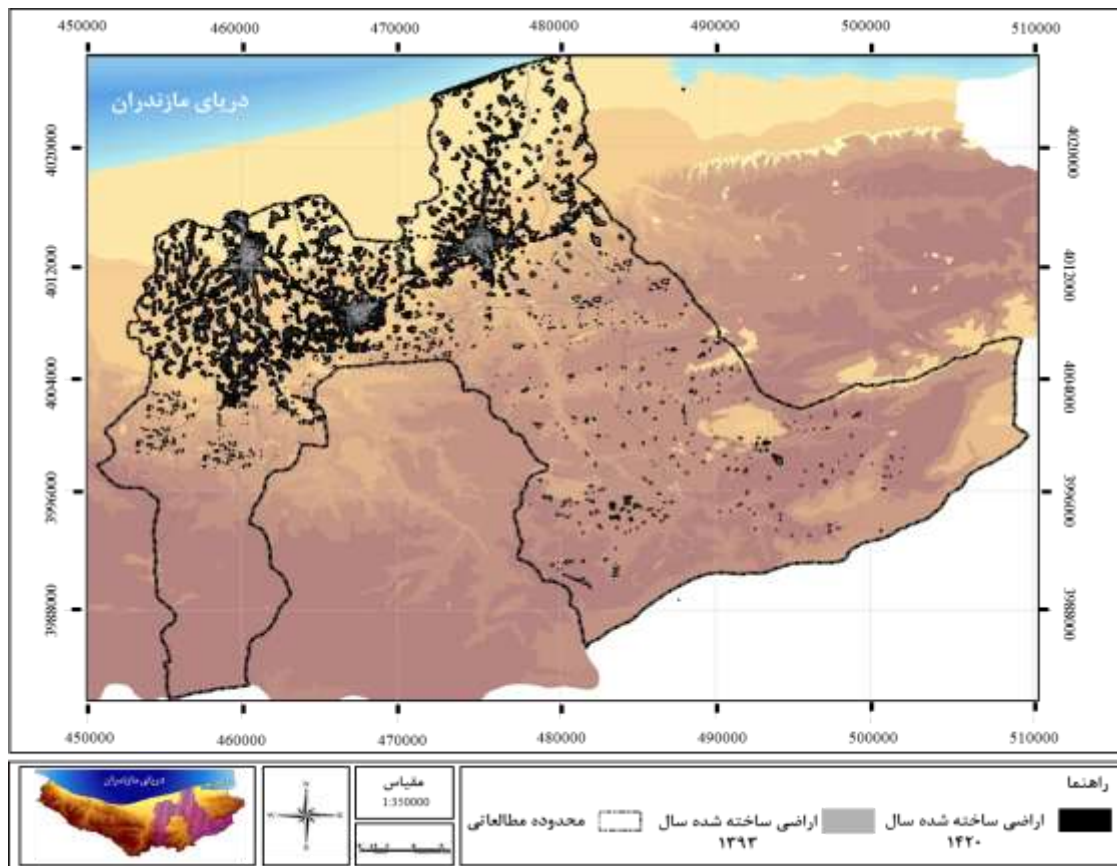 450000 460000 470000 480000 490000 500000 510000
دریای مازندران
4020000 4020000
4012000 4012000
4004000 4004000
3996000 3996000
3988000 3988000
450000 460000 470000 480000 490000 500000 510000
راهنما
اراضی ساخته شده سال ۱۴۲۰
اراضی ساخته شده سال ۱۳۹۳
محدوده مطالعاتی
مقیاس
1:350000
دریای مازندران